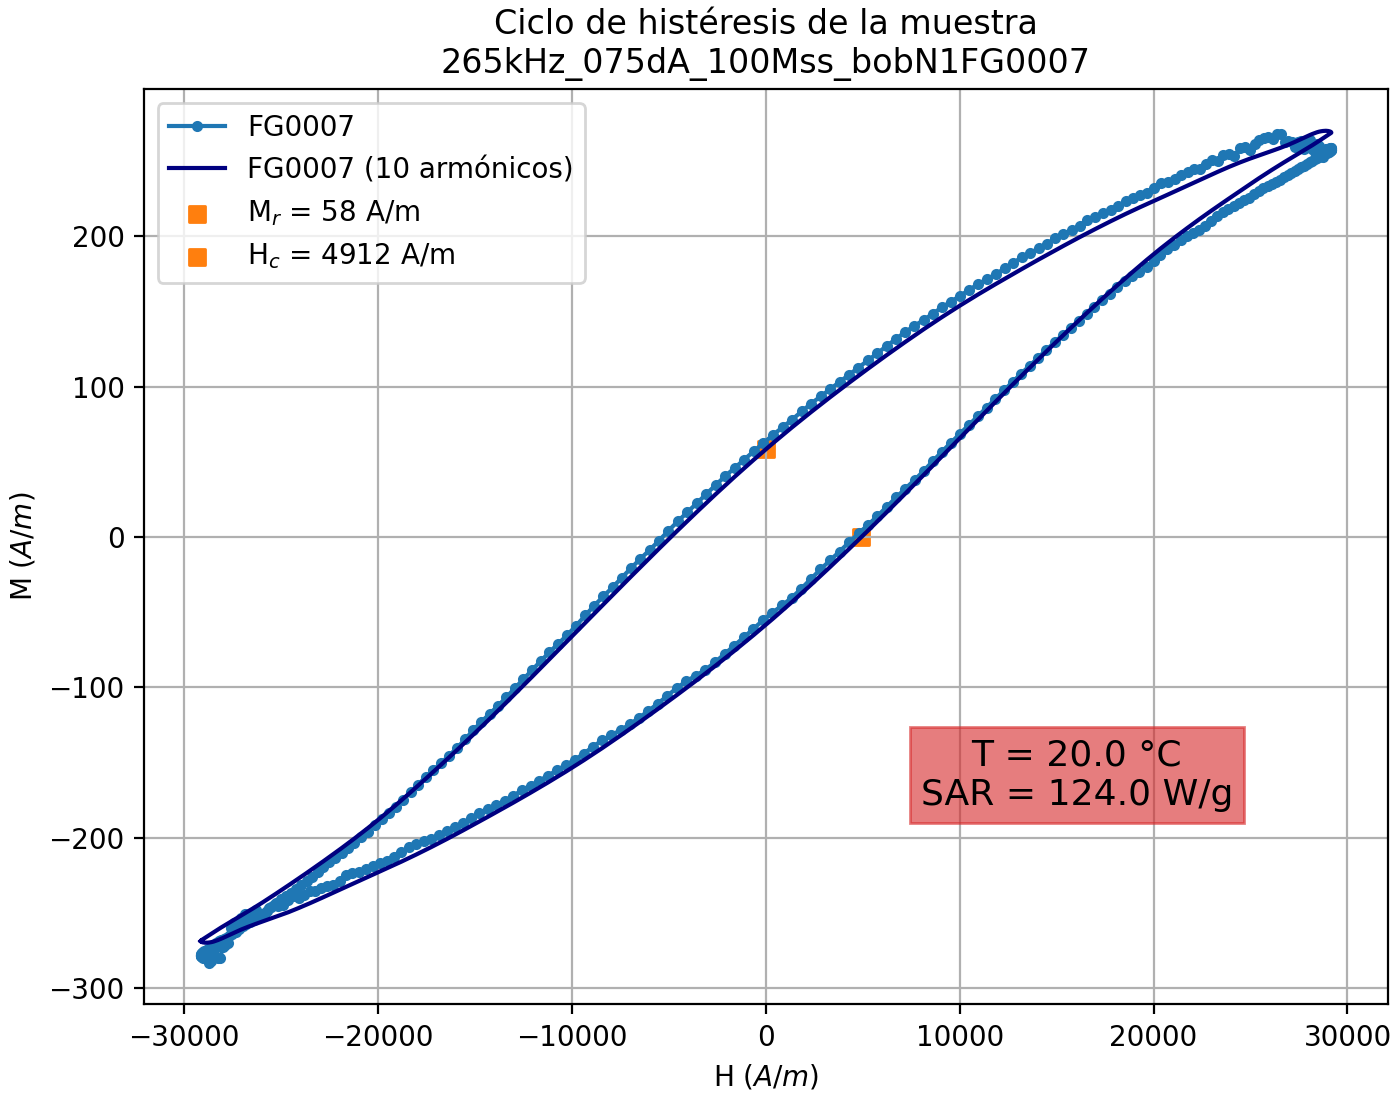 Ciclo de histéresis de la muestra
265kHz_075dA_100Mss_bobN1FG0007
FG0007
FG0007 (10 armónicos)
Mᵣ = 58 A/m
H꜀ = 4912 A/m
200
100
0
−100
−200
−300
M (A/m)
T = 20.0 °C
SAR = 124.0 W/g
−30000 −20000 −10000 0 10000 20000 30000
H (A/m)